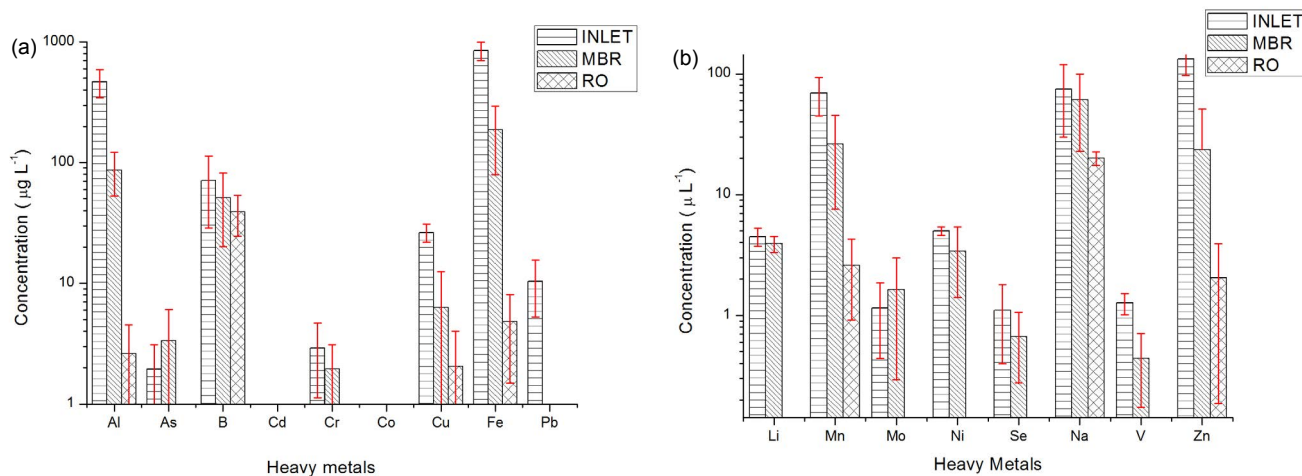 (a)
INLET
MBR
RO
Concentration ( μg L⁻¹)
1000
100
10
1
Al As B Cd Cr Co Cu Fe Pb
Heavy metals
(b)
INLET
MBR
RO
Concentration ( μ L⁻¹)
100
10
1
Li Mn Mo Ni Se Na V Zn
Heavy Metals